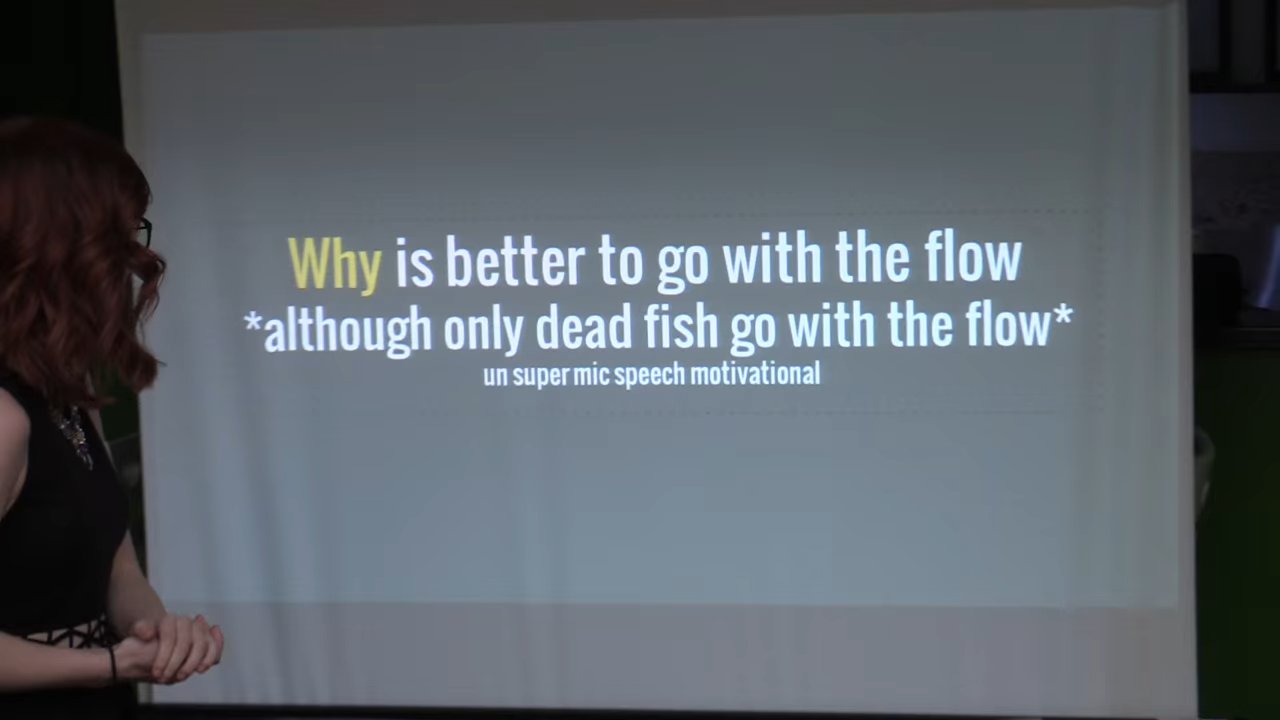 Why is better to go with the flow
*although only dead fish go with the flow*
un super mic speech motivational